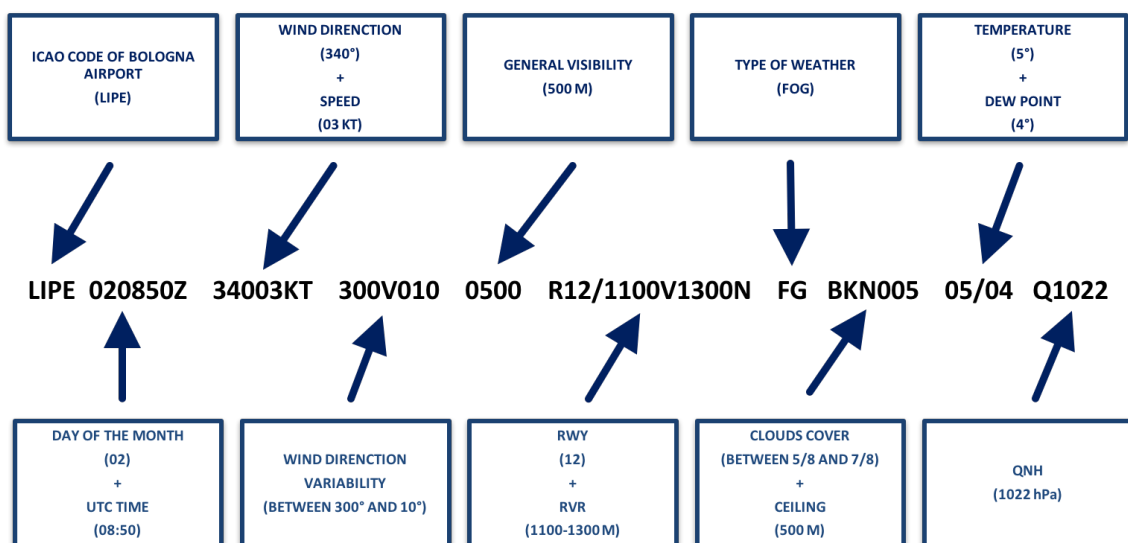 ICAO CODE OF BOLOGNA
AIRPORT
(LIPE)
WIND DIRENCTION
(340°)
+
SPEED
(03 KT)
GENERAL VISIBILITY
(500 M)
TYPE OF WEATHER
(FOG)
TEMPERATURE
(5°)
+
DEW POINT
(4°)
LIPE 020850Z 34003KT 300V010 0500 R12/1100V1300N FG BKN005 05/04 Q1022
DAY OF THE MONTH
(02)
+
UTC TIME
(08:50)
WIND DIRENCTION
VARIABILITY
(BETWEEN 300° AND 10°)
RWY
(12)
+
RVR
(1100-1300 M)
CLOUDS COVER
(BETWEEN 5/8 AND 7/8)
+
CEILING
(500 M)
QNH
(1022 hPa)